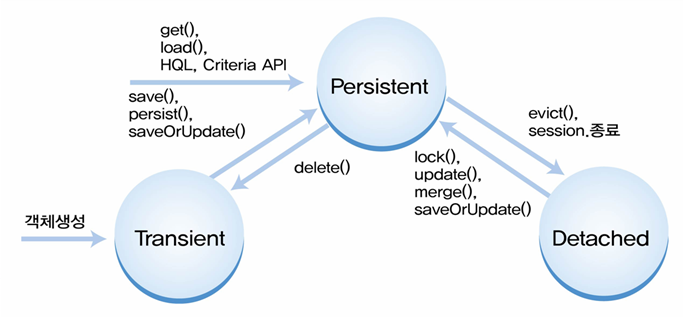 get(),
load(),
HQL, Criteria API
Persistent
save(),
persist(),
saveOrUpdate()
evict(),
session.종료
delete()
lock(),
update(),
merge(),
saveOrUpdate()
객체생성
Transient
Detached